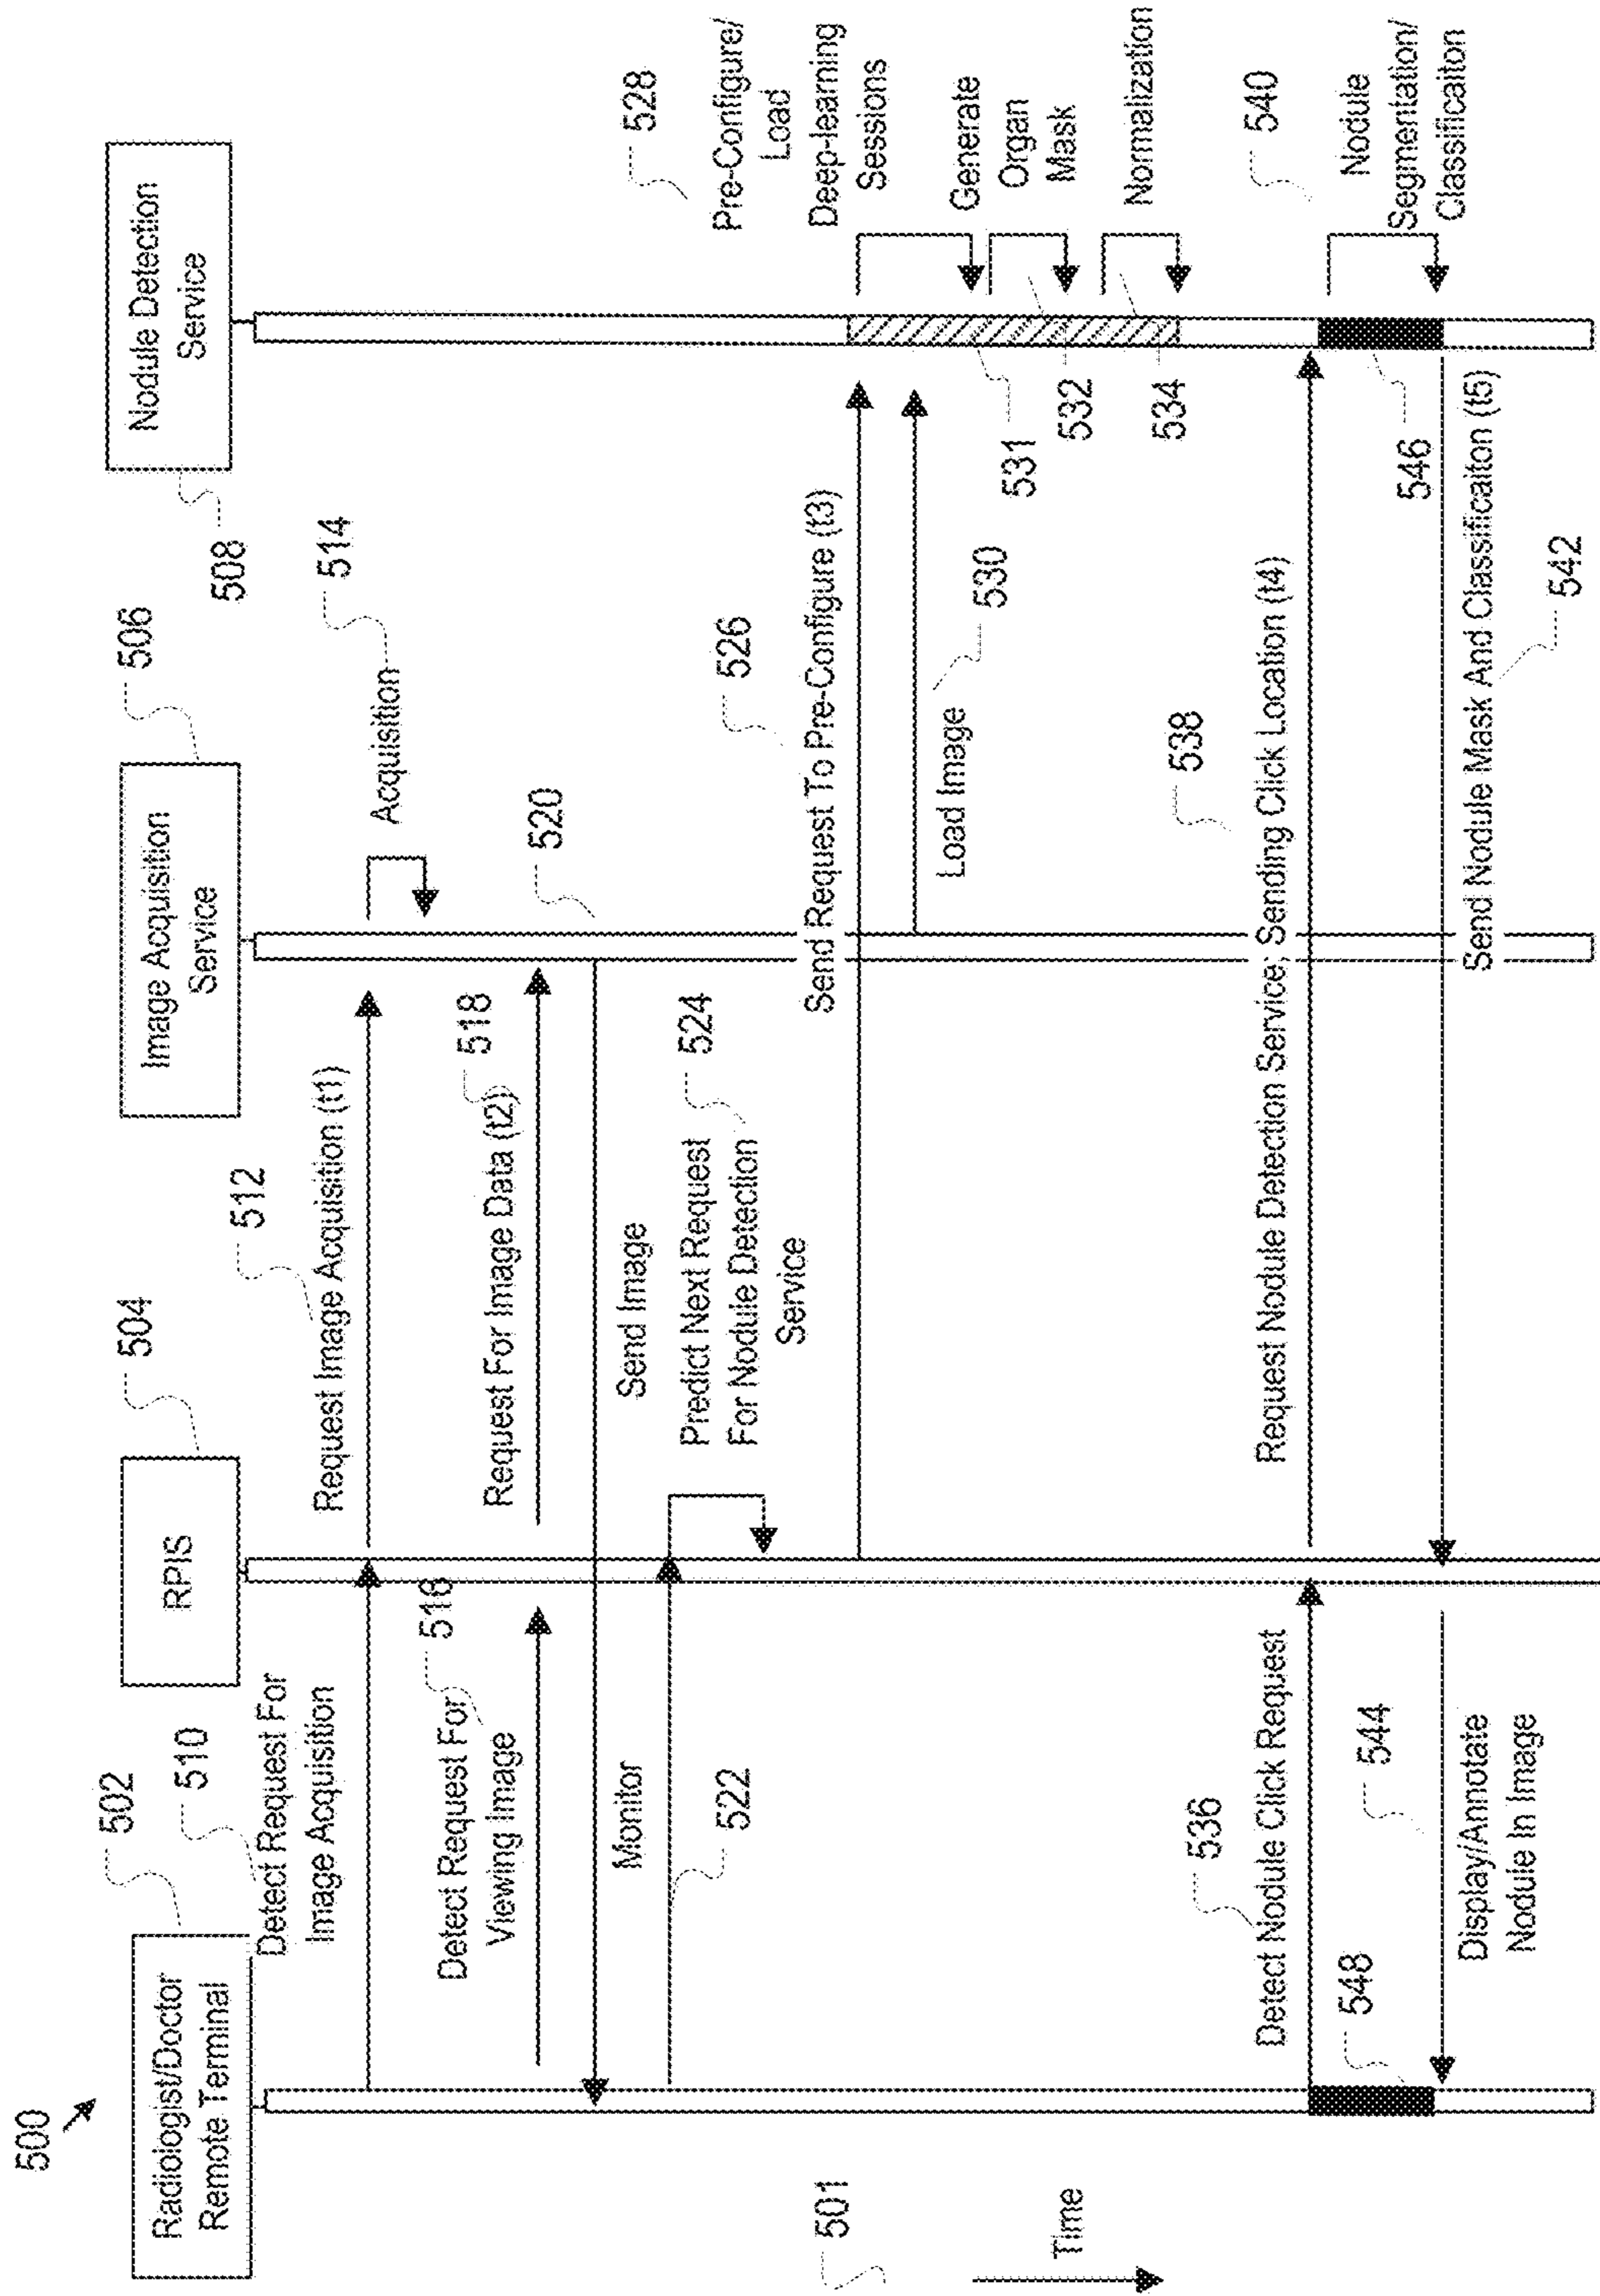 500
Radiologist/Doctor
Remote Terminal
502
RPIS
504
Image Acquisition
Service
506
Nodule Detection
Service
508
Detect Request For
Image Acquisition
510
Request Image Acquisition (t1)
512
Acquisition
514
Detect Request For
Viewing Image
516
Request For Image Data (t2)
518
520
Send Image
Monitor
522
Predict Next Request
For Nodule Detection
Service
524
Send Request To Pre-Configure (t3)
526
528
Pre-Configure/
Load
Deep-learning
Sessions
Load Image
530
531
Generate
Organ
Mask
532
Normalization
534
Detect Nodule Click Request
536
Request Nodule Detection Service; Sending Click Location (t4)
538
540
Nodule
Segmentation/
Classificaiton
546
Send Nodule Mask And Classificaiton (t5)
542
548
544
Display/Annotate
Nodule In Image
501
Time